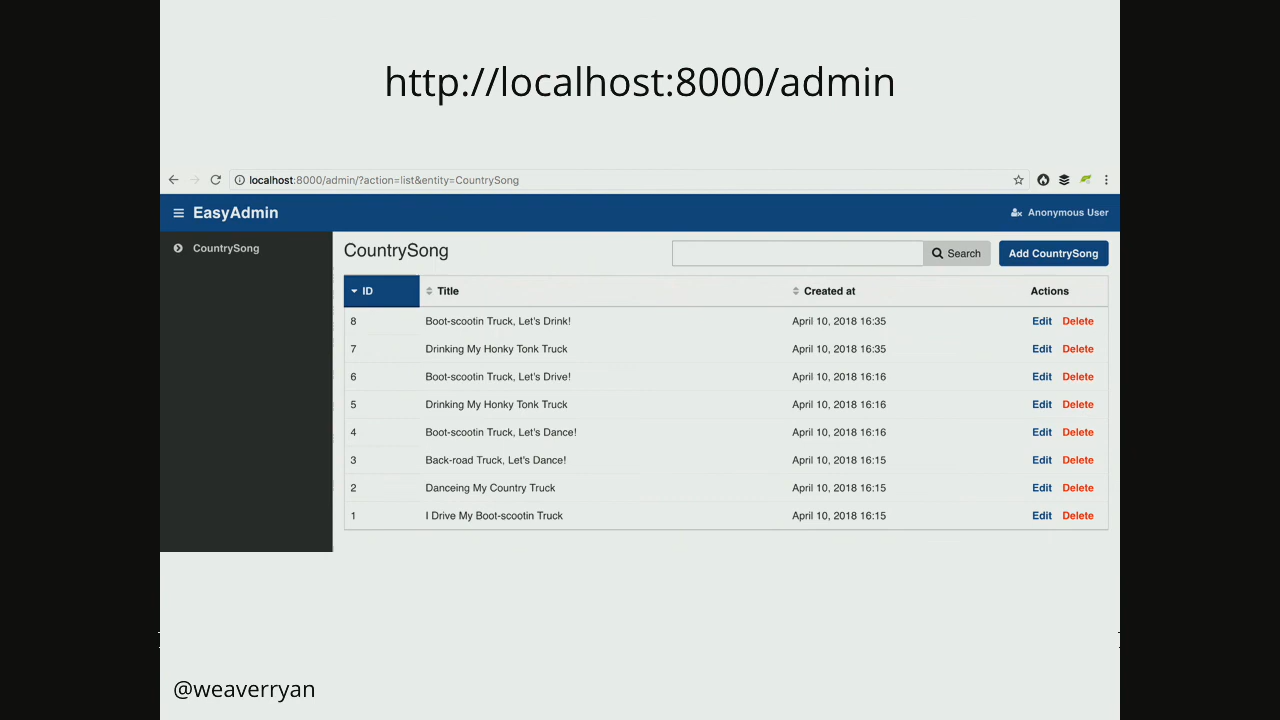 http://localhost:8000/admin
localhost:8000/admin/?action=list&entity=CountrySong
EasyAdmin Anonymous User
CountrySong
CountrySong Search Add CountrySong
ID Title Created at Actions
8 Boot-scootin Truck, Let's Drink! April 10, 2018 16:35 Edit Delete
7 Drinking My Honky Tonk Truck April 10, 2018 16:35 Edit Delete
6 Boot-scootin Truck, Let's Drive! April 10, 2018 16:16 Edit Delete
5 Drinking My Honky Tonk Truck April 10, 2018 16:16 Edit Delete
4 Boot-scootin Truck, Let's Dance! April 10, 2018 16:16 Edit Delete
3 Back-road Truck, Let's Dance! April 10, 2018 16:15 Edit Delete
2 Danceing My Country Truck April 10, 2018 16:15 Edit Delete
1 I Drive My Boot-scootin Truck April 10, 2018 16:15 Edit Delete
@weaverryan